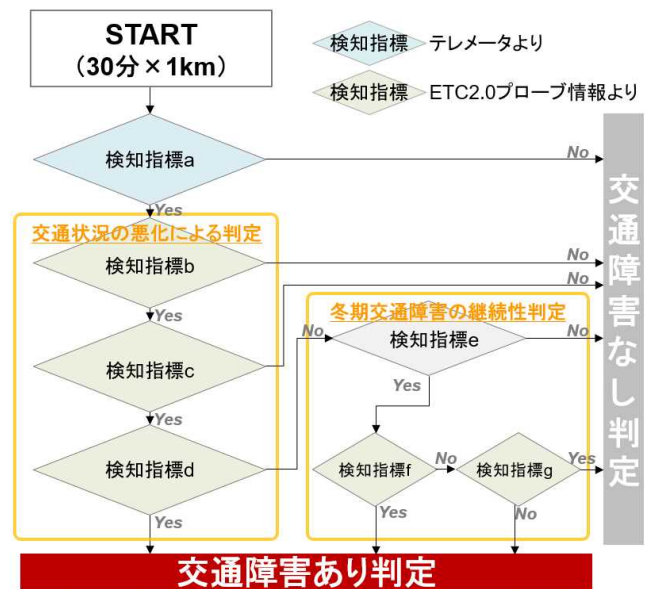 START
（30分×1km）
検知指標 テレメータより
検知指標 ETC2.0プローブ情報より
検知指標a
No
Yes
交通状況の悪化による判定
検知指標b
No
Yes
No
冬期交通障害の継続性判定
検知指標c
No
検知指標e
No
Yes
Yes
検知指標d
検知指標f
No
検知指標g
Yes
Yes
Yes
No
交通障害なし判定
交通障害あり判定